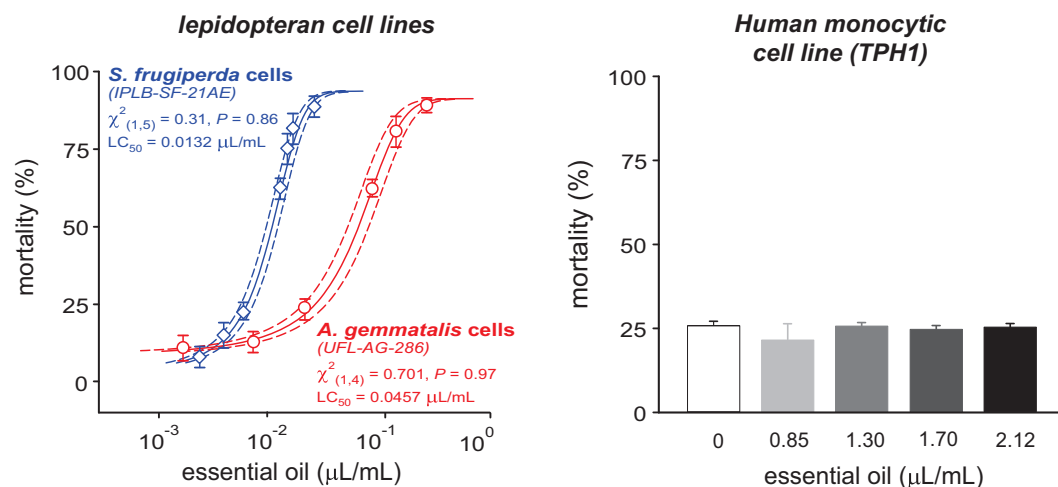 lepidopteran cell lines
100
75
50
25
0
mortality (%)
S. frugiperda cells
(IPLB-SF-21AE)
χ²(1,5) = 0.31, P = 0.86
LC50 = 0.0132 μL/mL
A. gemmatalis cells
(UFL-AG-286)
χ²(1,4) = 0.701, P = 0.97
LC50 = 0.0457 μL/mL
10⁻³ 10⁻² 10⁻¹ 10⁰
essential oil (μL/mL)
Human monocytic
cell line (TPH1)
100
75
50
25
0
mortality (%)
0 0.85 1.30 1.70 2.12
essential oil (μL/mL)